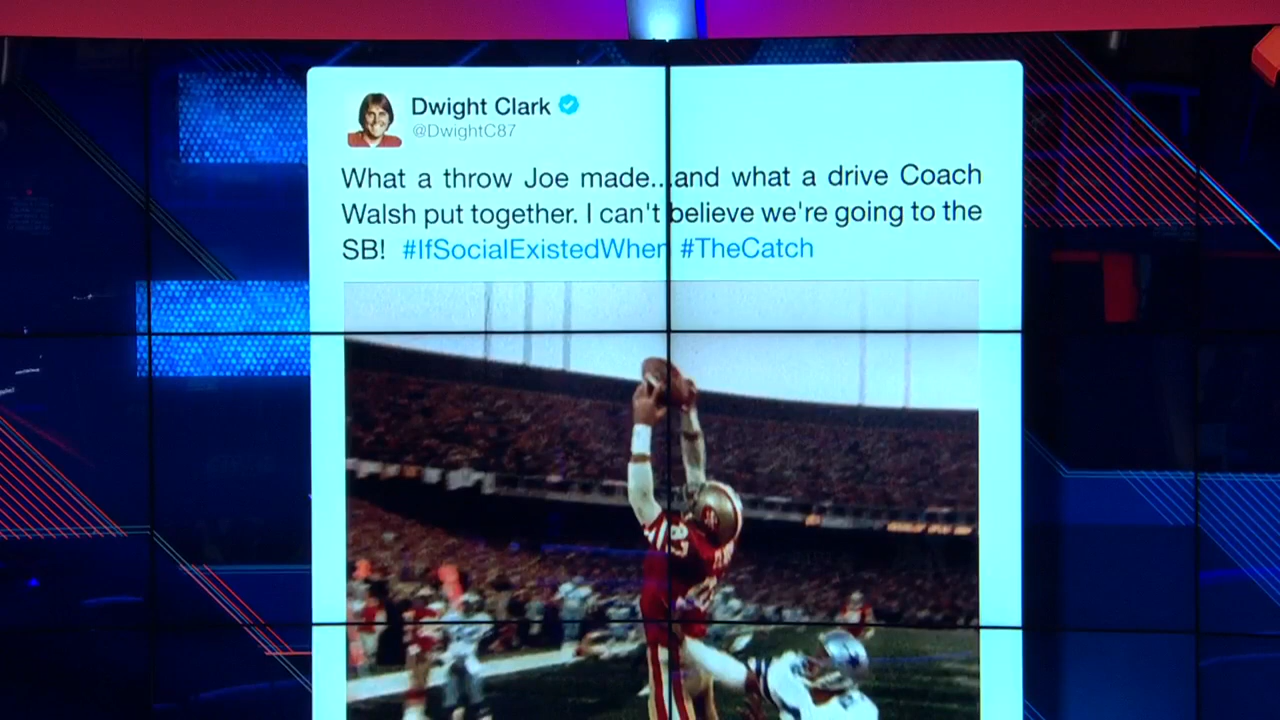 Dwight Clark
@DwightC87
What a throw Joe made...and what a drive Coach
Walsh put together. I can't believe we're going to the
SB! #IfSocialExistedWhen #TheCatch